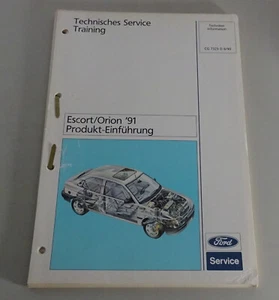 Technisches Service
Training
Escort/Orion '91
Produkt-Einführung
Ford
Service